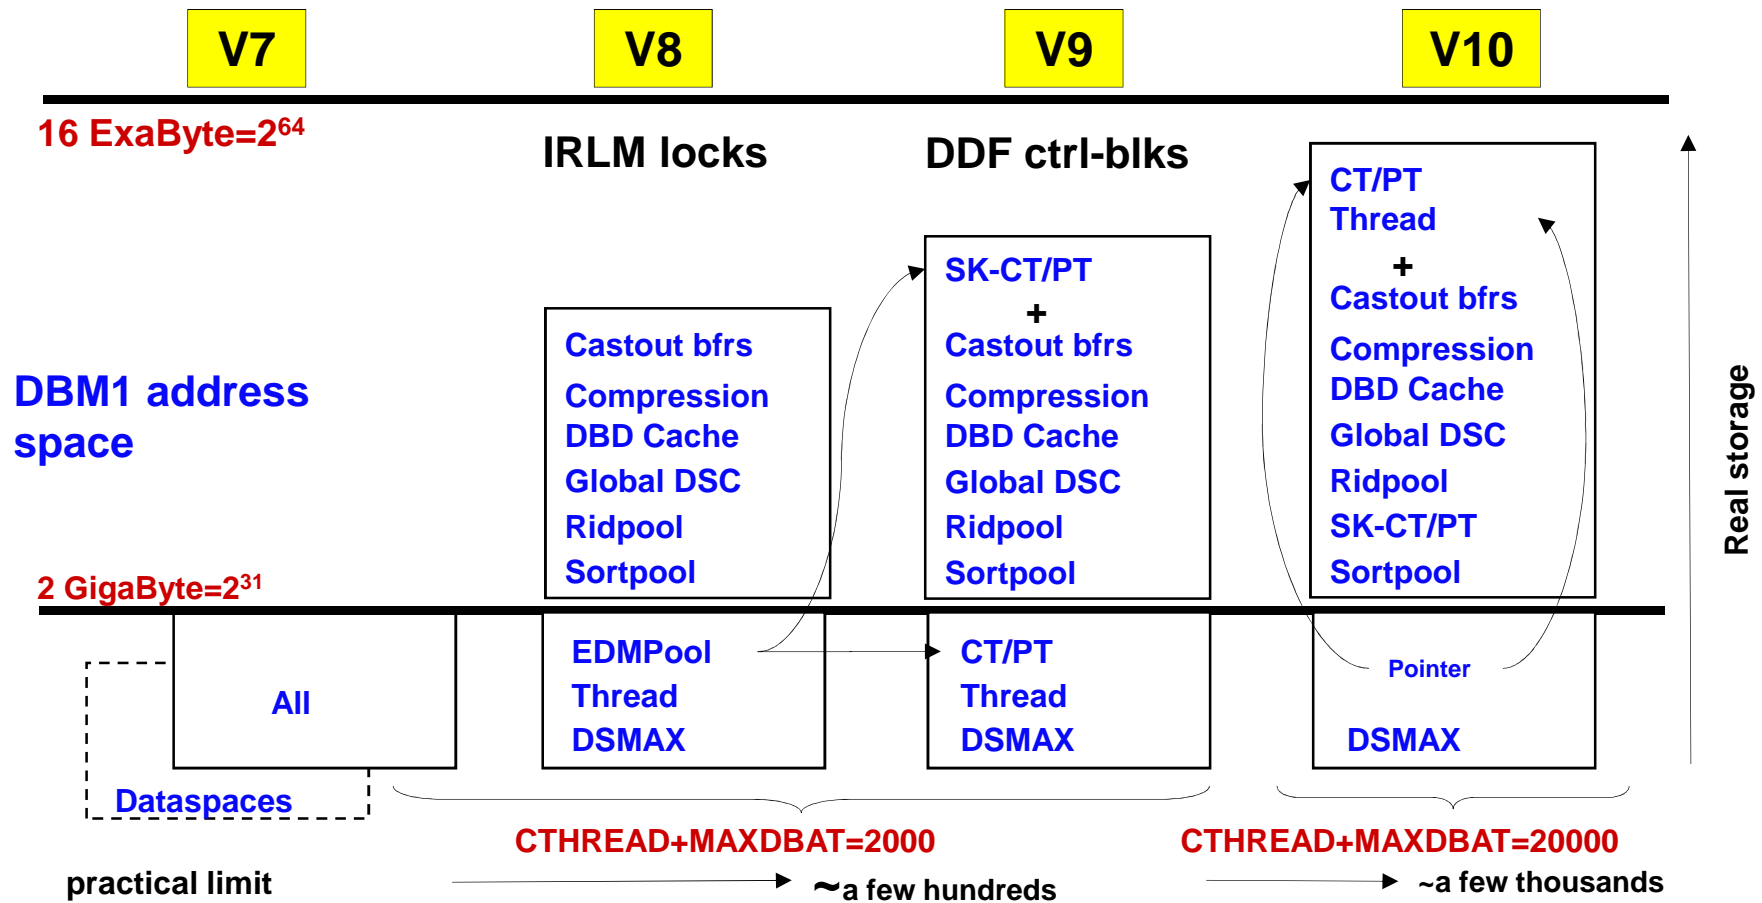 V7
V8
V9
V10
16 ExaByte=2⁶⁴
IRLM locks
DDF ctrl-blks
DBM1 address
space
2 GigaByte=2³¹
All
Dataspaces
Castout bfrs
Compression
DBD Cache
Global DSC
Ridpool
Sortpool
EDMPool
Thread
DSMAX
SK-CT/PT
+
Castout bfrs
Compression
DBD Cache
Global DSC
Ridpool
Sortpool
CT/PT
Thread
DSMAX
CT/PT
Thread
+
Castout bfrs
Compression
DBD Cache
Global DSC
Ridpool
SK-CT/PT
Sortpool
Pointer
DSMAX
Real storage
CTHREAD+MAXDBAT=2000
CTHREAD+MAXDBAT=20000
practical limit
~a few hundreds
~a few thousands